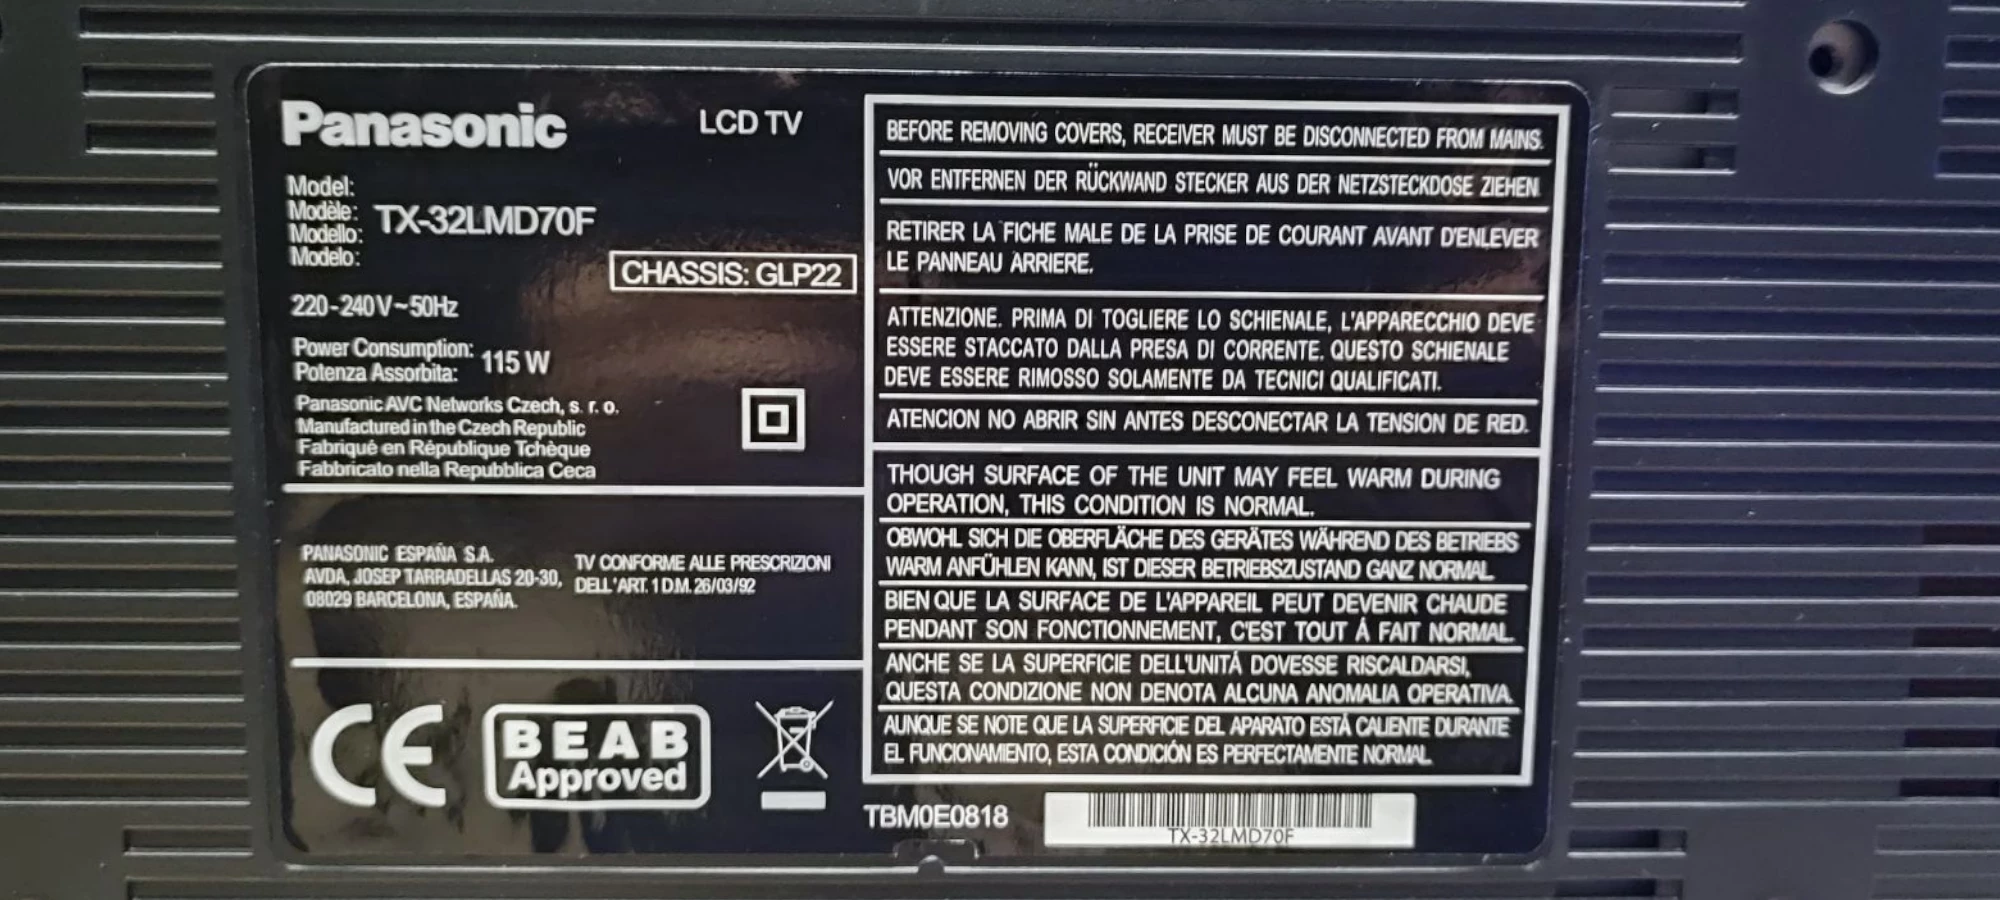 Panasonic
LCD TV
Model:
Modèle:
Modello:
Modelo:
TX-32LMD70F
CHASSIS: GLP22
220-240V~50Hz
Power Consumption:
Potenza Assorbita:
115 W
Panasonic AVC Networks Czech, s. r. o.
Manufactured in the Czech Republic
Fabriqué en République Tchèque
Fabbricato nella Repubblica Ceca
PANASONIC ESPAÑA S.A.
AVDA, JOSEP TARRADELLAS 20-30,
08029 BARCELONA, ESPAÑA.
TV CONFORME ALLE PRESCRIZIONI
DELL'ART. 1 D.M. 26/03/92
CE
BEAB
Approved
BEFORE REMOVING COVERS, RECEIVER MUST BE DISCONNECTED FROM MAINS.
VOR ENTFERNEN DER RÜCKWAND STECKER AUS DER NETZSTECKDOSE ZIEHEN
RETIRER LA FICHE MALE DE LA PRISE DE COURANT AVANT D'ENLEVER
LE PANNEAU ARRIERE.
ATTENZIONE. PRIMA DI TOGLIERE LO SCHIENALE, L'APPARECCHIO DEVE
ESSERE STACCATO DALLA PRESA DI CORRENTE. QUESTO SCHIENALE
DEVE ESSERE RIMOSSO SOLAMENTE DA TECNICI QUALIFICATI.
ATENCION NO ABRIR SIN ANTES DESCONECTAR LA TENSION DE RED.
THOUGH SURFACE OF THE UNIT MAY FEEL WARM DURING
OPERATION, THIS CONDITION IS NORMAL.
OBWOHL SICH DIE OBERFLÄCHE DES GERÄTES WÄHREND DES BETRIEBS
WARM ANFÜHLEN KANN, IST DIESER BETRIEBSZUSTAND GANZ NORMAL.
BIEN QUE LA SURFACE DE L'APPAREIL PEUT DEVENIR CHAUDE
PENDANT SON FONCTIONNEMENT, C'EST TOUT Á FAIT NORMAL.
ANCHE SE LA SUPERFICIE DELL'UNITÁ DOVESSE RISCALDARSI,
QUESTA CONDIZIONE NON DENOTA ALCUNA ANOMALIA OPERATIVA.
AUNQUE SE NOTE QUE LA SUPERFICIE DEL APARATO ESTÁ CALIENTE DURANTE
EL FUNCIONAMIENTO, ESTA CONDICIÓN ES PERFECTAMENTE NORMAL.
TBM0E0818
TX-32LMD70F